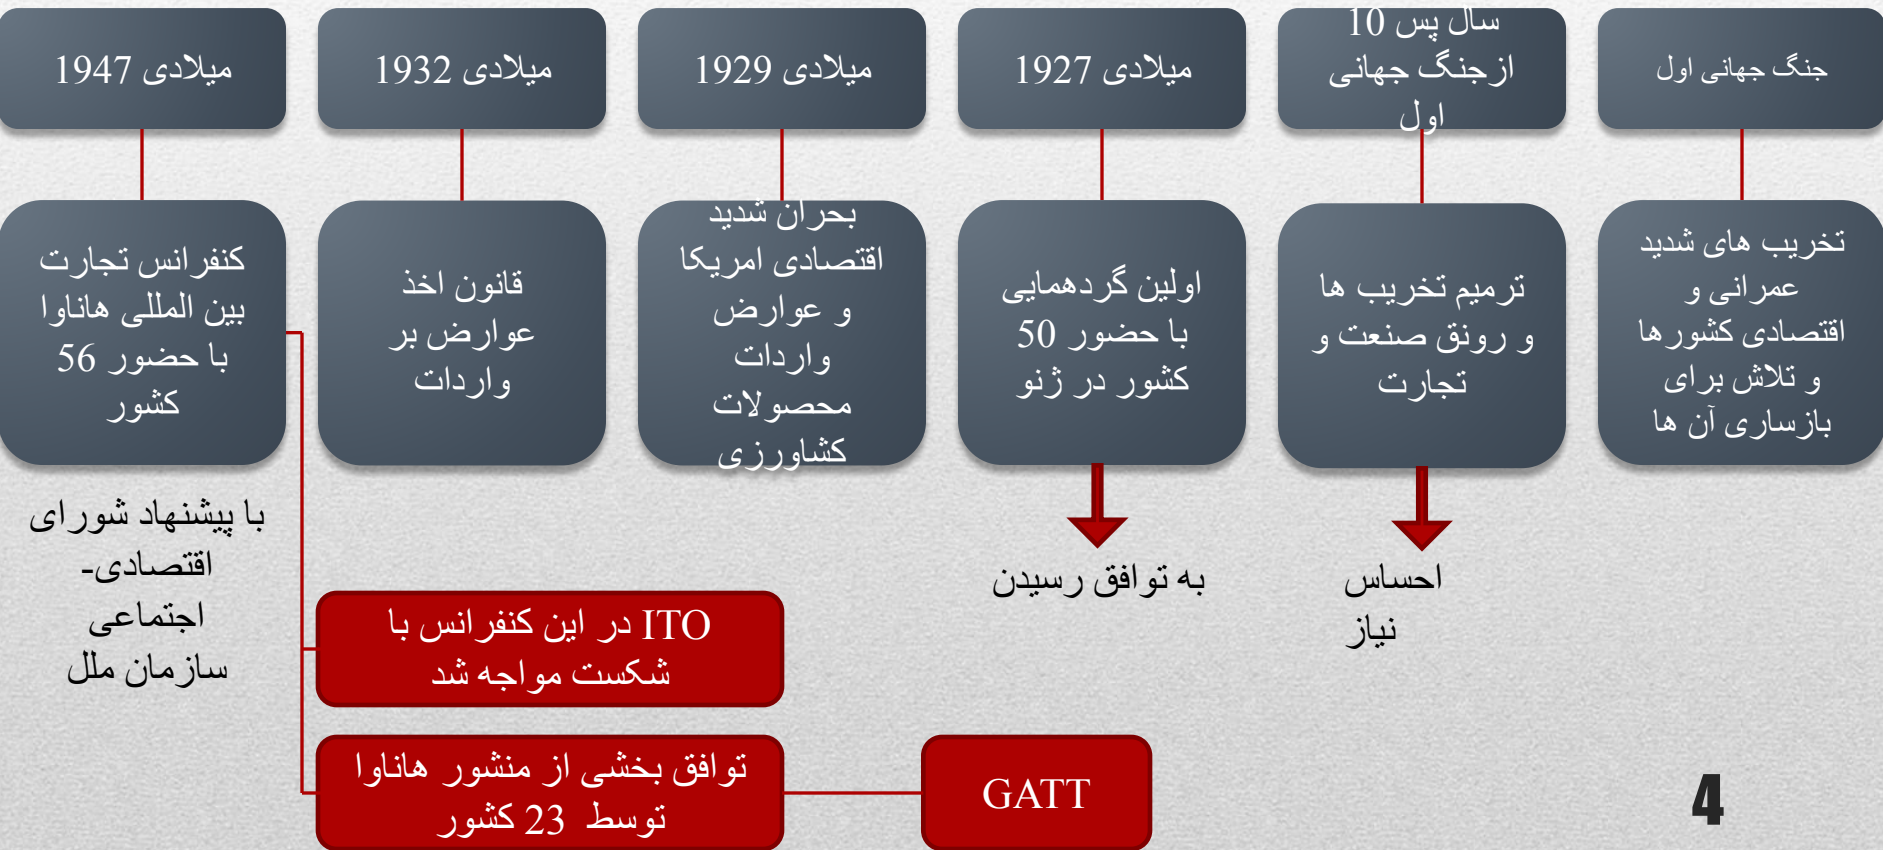 جنگ جهانی اول
10 سال پس
از جنگ جهانی
اول
1927 میلادی
1929 میلادی
1932 میلادی
1947 میلادی
تخریب های شدید
عمرانی و
اقتصادی کشورها
و تلاش برای
بازساری آن ها
ترمیم تخریب ها
و رونق صنعت و
تجارت
اولین گردهمایی
با حضور 50
کشور در ژنو
بحران شدید
اقتصادی امریکا
و عوارض
واردات
محصولات
کشاورزی
قانون اخذ
عوارض بر
واردات
کنفرانس تجارت
بین المللی هاناوا
با حضور 56
کشور
احساس
نیاز
به توافق رسیدن
با پیشنهاد شورای
اقتصادی-
اجتماعی
سازمان ملل
ITO در این کنفرانس با
شکست مواجه شد
توافق بخشی از منشور هاناوا
توسط 23 کشور
GATT
4